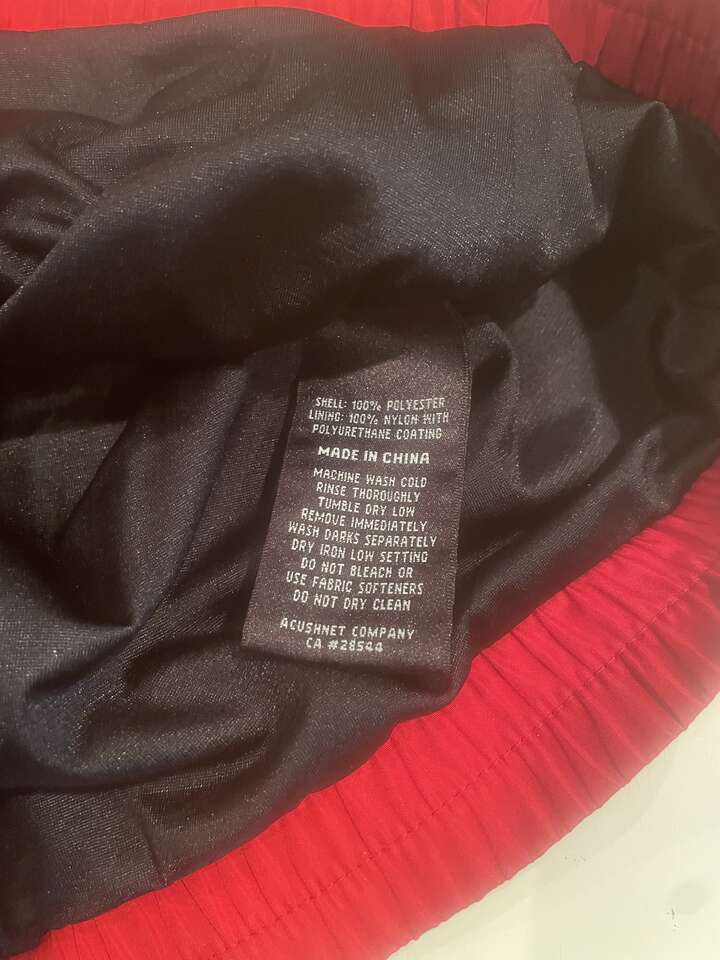 SHELL: 100% POLYESTER
LINING: 100% NYLON WITH
POLYURETHANE COATING
MADE IN CHINA
MACHINE WASH COLD
RINSE THOROUGHLY
TUMBLE DRY LOW
REMOVE IMMEDIATELY
WASH DARKS SEPARATELY
DRY IRON LOW SETTING
DO NOT BLEACH OR
USE FABRIC SOFTENERS
DO NOT DRY CLEAN
ACUSHNET COMPANY
CA #28544